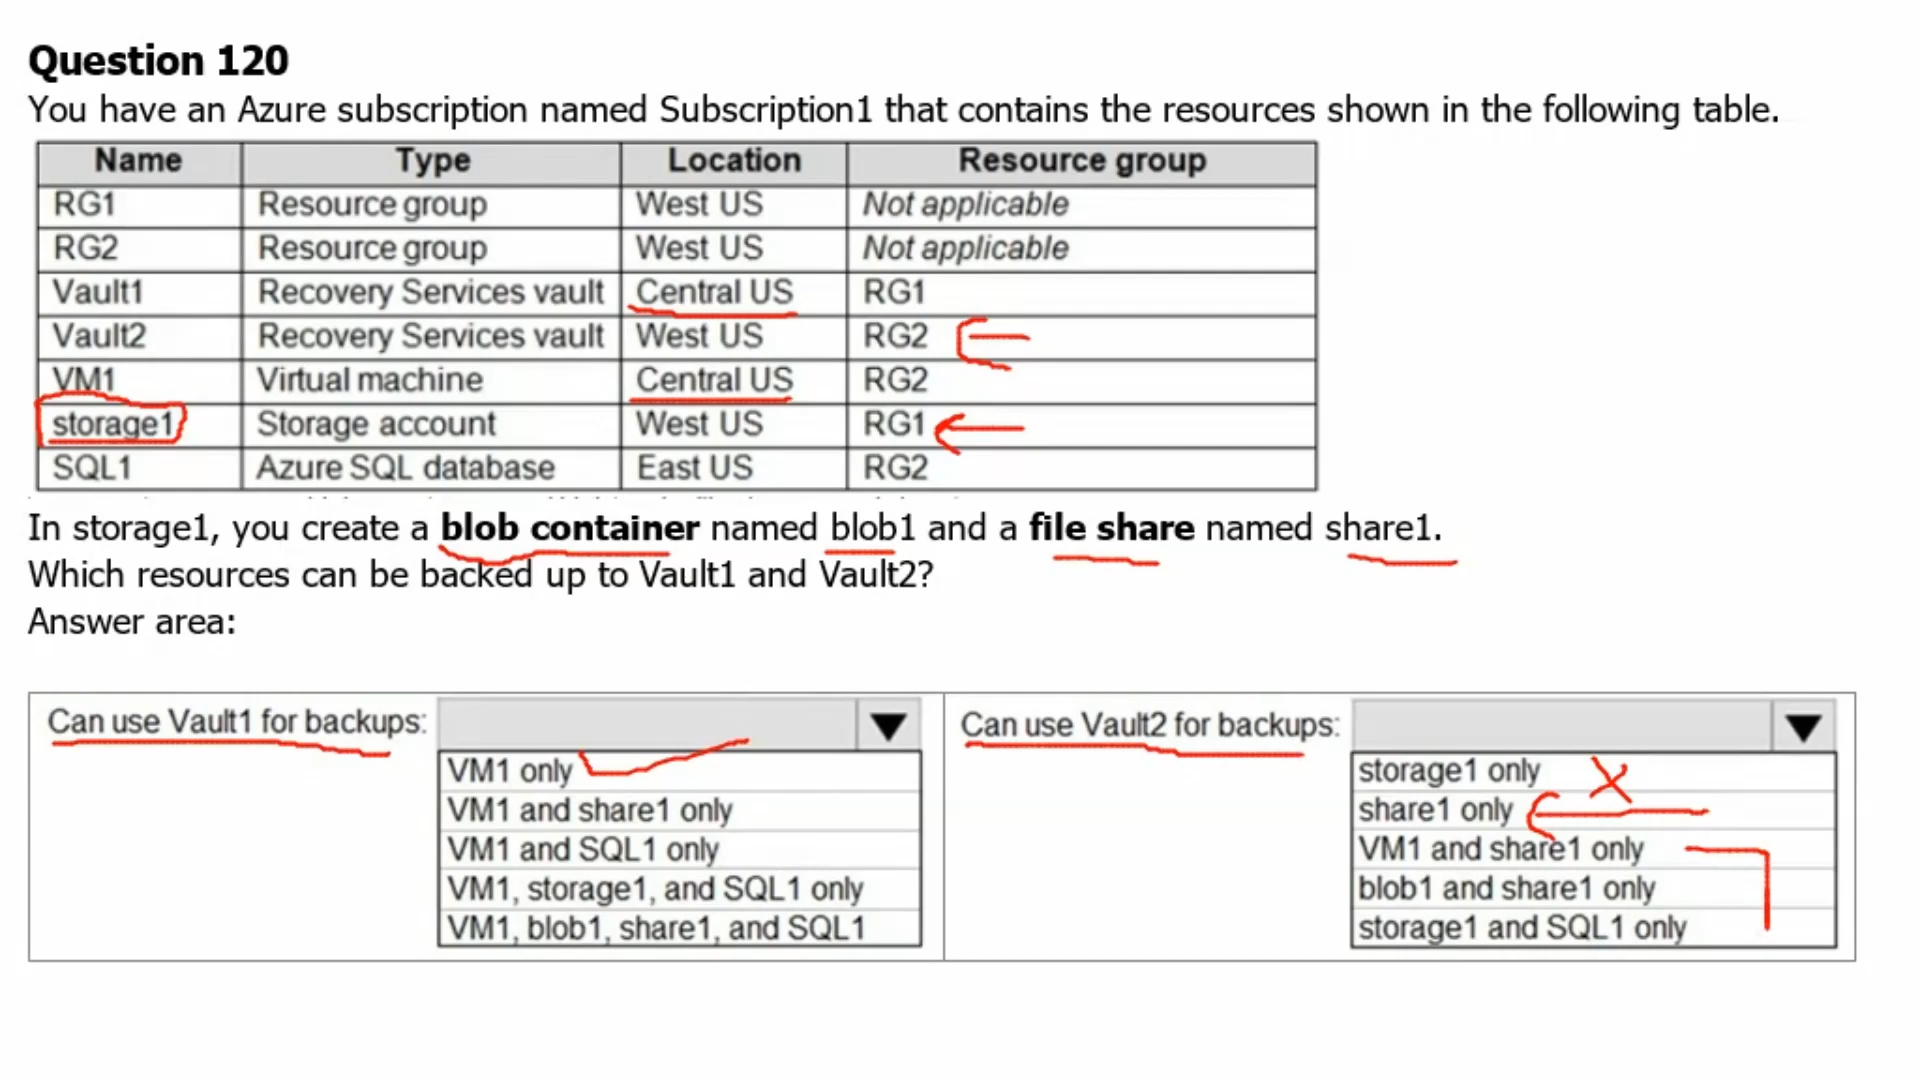 Question 120
You have an Azure subscription named Subscription1 that contains the resources shown in the following table.
Name Type Location Resource group
RG1 Resource group West US Not applicable
RG2 Resource group West US Not applicable
Vault1 Recovery Services vault Central US RG1
Vault2 Recovery Services vault West US RG2
VM1 Virtual machine Central US RG2
storage1 Storage account West US RG1
SQL1 Azure SQL database East US RG2
In storage1, you create a blob container named blob1 and a file share named share1.
Which resources can be backed up to Vault1 and Vault2?
Answer area:
Can use Vault1 for backups:
VM1 only
VM1 and share1 only
VM1 and SQL1 only
VM1, storage1, and SQL1 only
VM1, blob1, share1, and SQL1
Can use Vault2 for backups:
storage1 only
share1 only
VM1 and share1 only
blob1 and share1 only
storage1 and SQL1 only